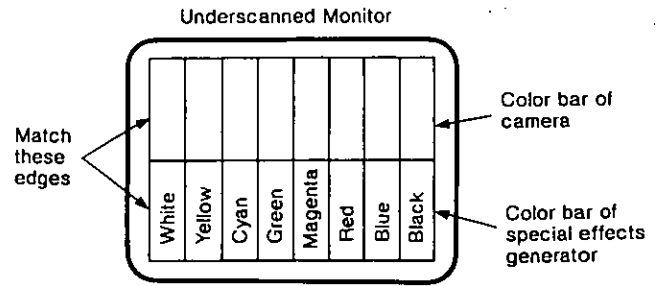 Underscanned Monitor
Match
these
edges
Color bar of
camera
White
Yellow
Cyan
Green
Magenta
Red
Blue
Black
Color bar of
special effects
generator